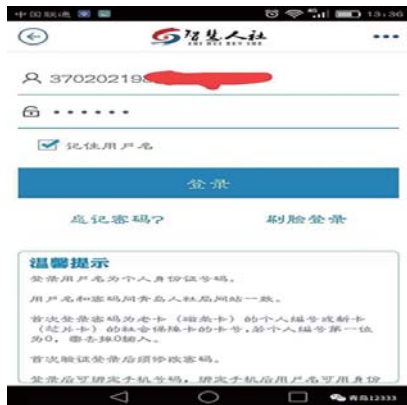 中国联通
13:36
智慧人社
ZHI HUI REN SHE
370202198
记住用户名
登录
忘记密码? 刷脸登录
温馨提示
登录用户名为个人身份证号码。
用户名和密码同青岛人社局网站一致。
首次登录密码为老卡（缩条卡）的个人编号或新卡
（芯片卡）的社会保障卡的卡号,若个人编号第一位
为0，需去掉0输入。
首次验证登录后须修改密码。
登录后可绑定手机号码，绑定手机后用户名可用身份
青岛12333